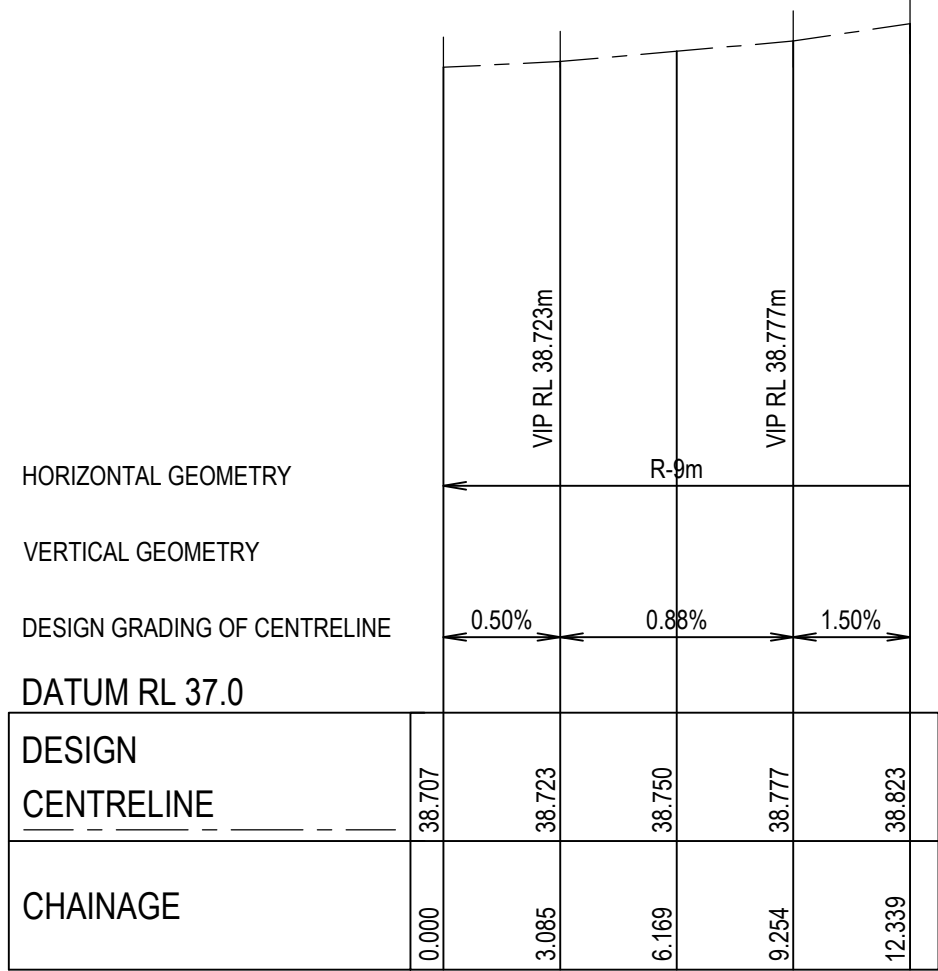 VIP RL 38.723m
VIP RL 38.777m
HORIZONTAL GEOMETRY
R-9m
VERTICAL GEOMETRY
DESIGN GRADING OF CENTRELINE
0.50%
0.88%
1.50%
DATUM RL 37.0
DESIGN
CENTRELINE
38.707
38.723
38.750
38.777
38.823
CHAINAGE
0.000
3.085
6.169
9.254
12.339